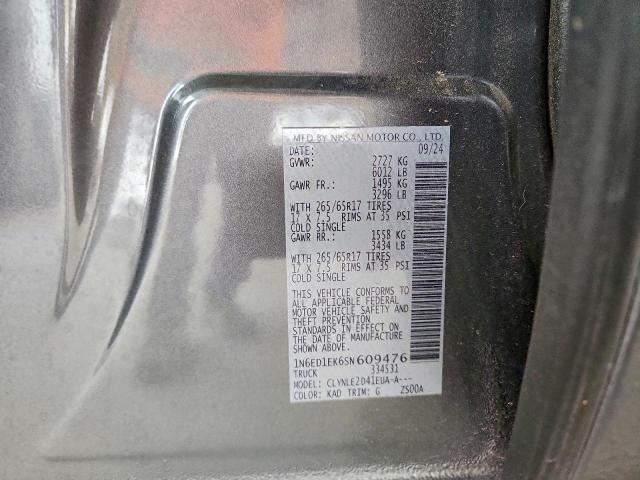 MFD BY NISSAN MOTOR CO., LTD.
DATE: 09/24
GVWR: 2727 KG
6012 LB
GAWR FR.: 1495 KG
3296 LB
WITH 265/65R17 TIRES
17 X 7.5 RIMS AT 35 PSI
COLD SINGLE
GAWR RR.: 1558 KG
3434 LB
WITH 265/65R17 TIRES
17 X 7.5 RIMS AT 35 PSI
COLD SINGLE
THIS VEHICLE CONFORMS TO
ALL APPLICABLE FEDERAL
MOTOR VEHICLE SAFETY AND
THEFT PREVENTION
STANDARDS IN EFFECT ON
THE DATE OF MANUFACTURE
SHOWN ABOVE.
1N6ED1EK6SN609476
TRUCK 334531
MODEL: CLYNLE2D41EUA-A---
COLOR: KAD TRIM: G ZS00A